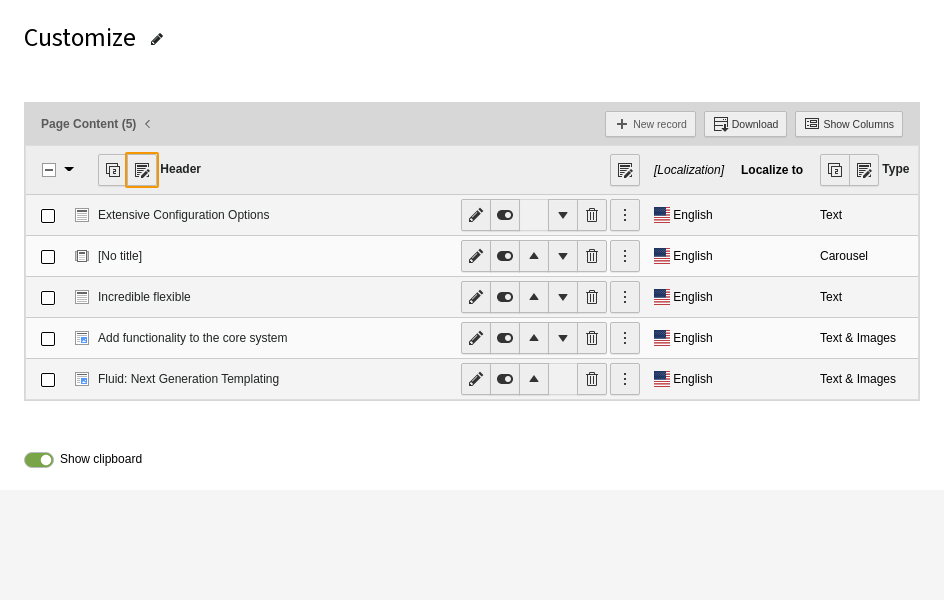 Customize
Page Content (5)
New record
Download
Show Columns
Header
[Localization]
Localize to
Type
Extensive Configuration Options
English
Text
[No title]
English
Carousel
Incredible flexible
English
Text
Add functionality to the core system
English
Text & Images
Fluid: Next Generation Templating
English
Text & Images
Show clipboard